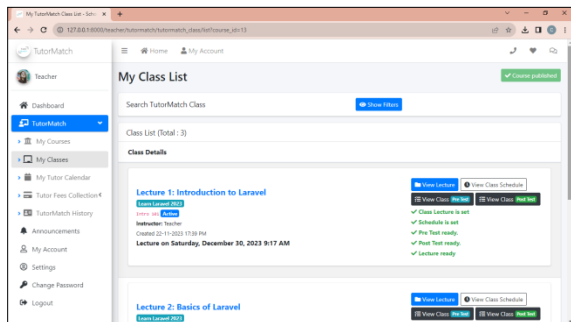 My TutorMatch Class List - Scho
127.0.0.1:8000/teacher/tutormatch/tutormatch_class/list?course_id=13
TutorMatch
Home
My Account
Teacher
My Class List
Course published
Dashboard
TutorMatch
My Courses
My Classes
My Tutor Calendar
Tutor Fees Collection
TutorMatch History
Announcements
My Account
Settings
Change Password
Logout
Search TutorMatch Class
Show Filters
Class List (Total : 3)
Class Details
Lecture 1: Introduction to Laravel
Learn Laravel 2023
Active
Instructor: Teacher
Created 22-11-2023 17:39 PM
Lecture on Saturday, December 30, 2023 9:17 AM
View Lecture
View Class Schedule
View Class Pre Test
View Class Post Test
Class Lecture is set
Schedule is set
Pre Test ready.
Post Test ready.
Lecture ready
Lecture 2: Basics of Laravel
Learn Laravel 2023
View Lecture
View Class Schedule
View Class Pre Test
View Class Post Test